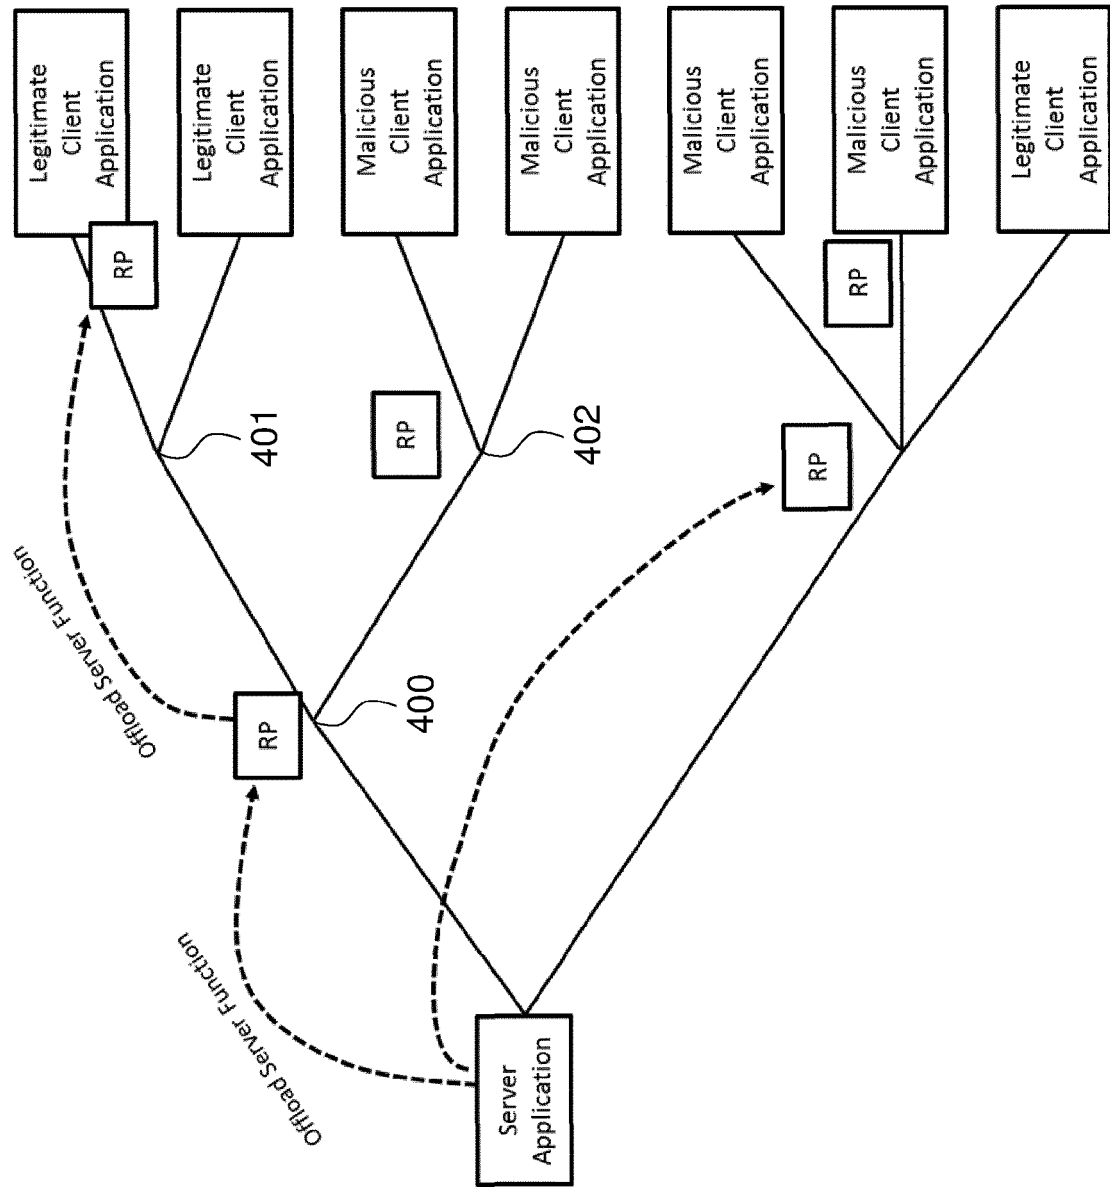 Legitimate
Client
Application
Legitimate
Client
Application
Malicious
Client
Application
Malicious
Client
Application
Malicious
Client
Application
Malicious
Client
Application
Legitimate
Client
Application
RP
RP
RP
RP
RP
401
402
400
Offload Server Function
Offload Server Function
Server
Application